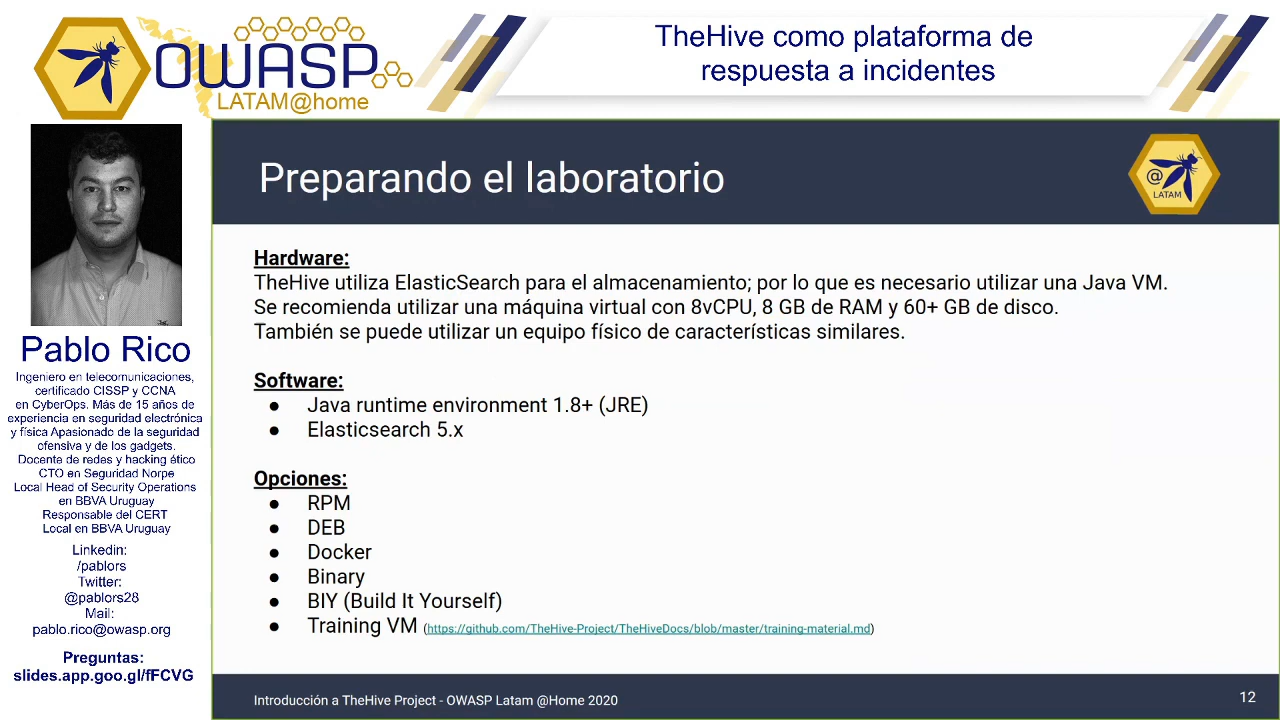 OWASP
LATAM@home
TheHive como plataforma de
respuesta a incidentes
Pablo Rico
Ingeniero en telecomunicaciones,
certificado CISSP y CCNA
en CyberOps. Más de 15 años de
experiencia en seguridad electrónica
y física Apasionado de la seguridad
ofensiva y de los gadgets.
Docente de redes y hacking ético
CTO en Seguridad Norpe
Local Head of Security Operations
en BBVA Uruguay
Responsable del CERT
Local en BBVA Uruguay
Linkedin:
/pablors
Twitter:
@pablors28
Mail:
pablo.rico@owasp.org
Preguntas:
slides.app.goo.gl/fFCVG
Preparando el laboratorio
@
LATAM
Hardware:
TheHive utiliza ElasticSearch para el almacenamiento; por lo que es necesario utilizar una Java VM.
Se recomienda utilizar una máquina virtual con 8vCPU, 8 GB de RAM y 60+ GB de disco.
También se puede utilizar un equipo físico de características similares.
Software:
● Java runtime environment 1.8+ (JRE)
● Elasticsearch 5.x
Opciones:
● RPM
● DEB
● Docker
● Binary
● BIY (Build It Yourself)
● Training VM (https://github.com/TheHive-Project/TheHiveDocs/blob/master/training-material.md)
Introducción a TheHive Project - OWASP Latam @Home 2020
12